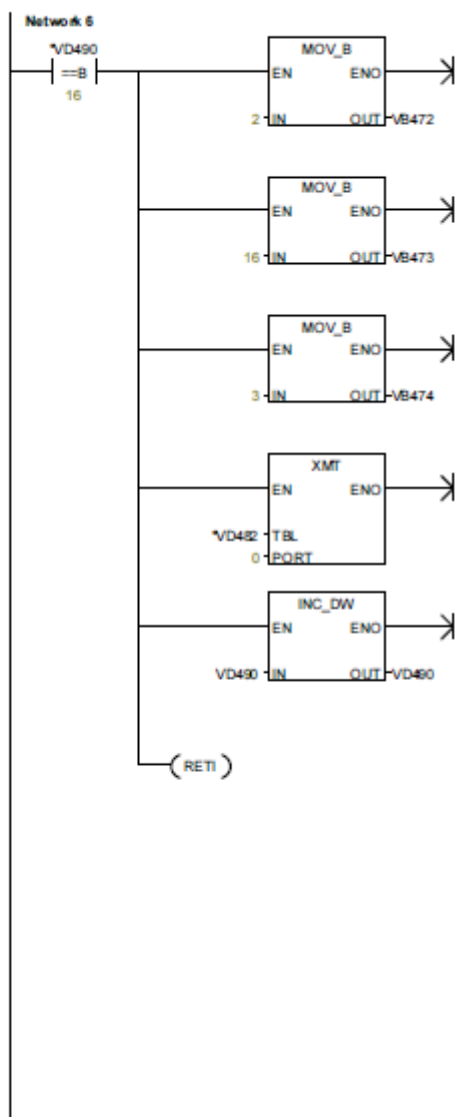 Network 6
*VD490
==B
16
MOV_B
EN ENO
2 IN OUT VB472
MOV_B
EN ENO
16 IN OUT VB473
MOV_B
EN ENO
3 IN OUT VB474
XMT
EN ENO
*VD482 TBL
0 PORT
INC_DW
EN ENO
VD490 IN OUT VD490
RETI